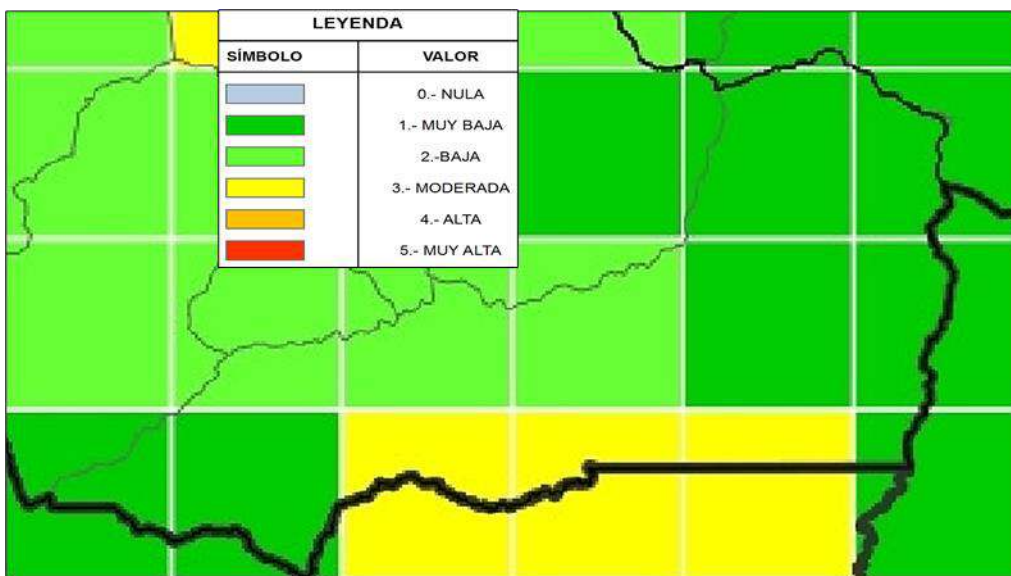 LEYENDA
SÍMBOLO VALOR
0.- NULA
1.- MUY BAJA
2.-BAJA
3.- MODERADA
4.- ALTA
5.- MUY ALTA